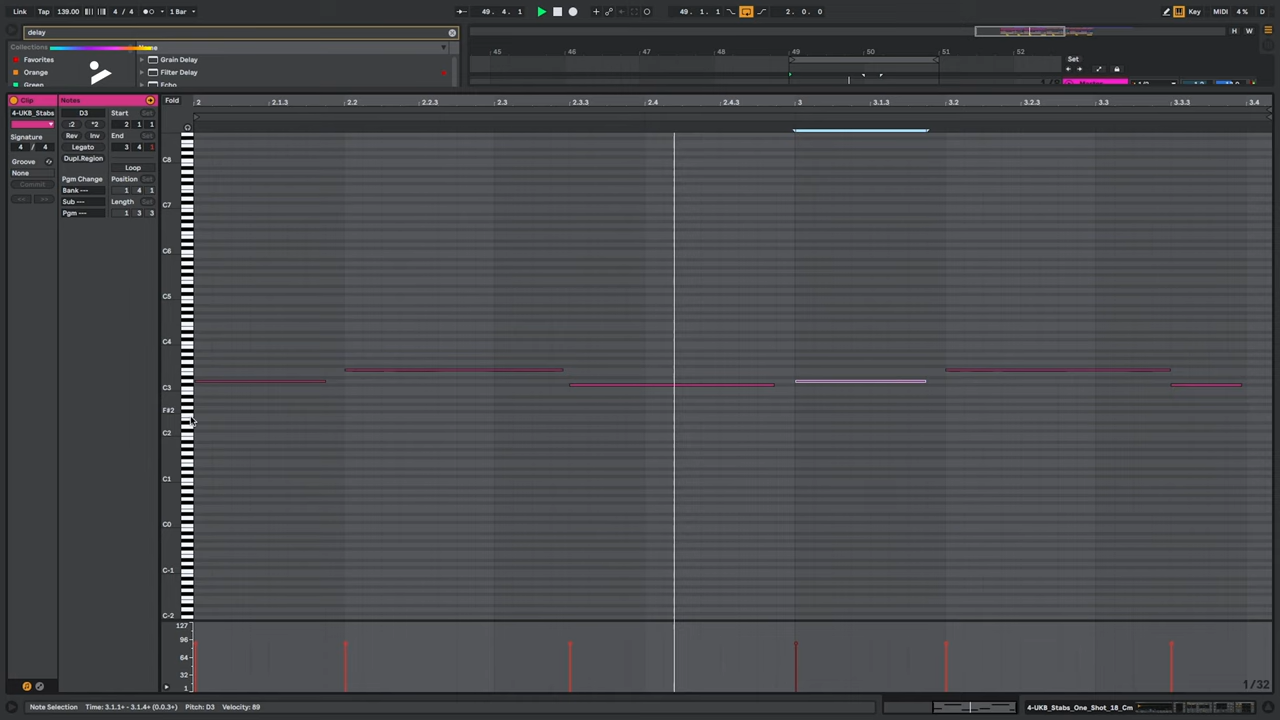 Link Tap 139.00 4 / 4 1 Bar 49. 4. 1 49. 1. 1 2. 0. 0 Key MIDI 4 % D
delay
Collections Name
Favorites Grain Delay
Orange Filter Delay
Green Echo
45 46 47 48 49 50 51 52
H W
Set
Clip Notes
4-UKB_Stabs D3 Start Set
:2 *2 2 1 1
Signature Rev Inv End Set
4 / 4 Legato 3 4 1
Groove Dupl.Region
None Pgm Change Loop
Commit Bank --- Position Set
<< >> Sub --- 1 4 1
Pgm --- Length Set
1 3 3
Fold 2 2.1.3 2.2 2.2.3 2.3 2.3.3 2.4 2.4.3 3 3.1.3 3.2 3.2.3 3.3 3.3.3 3.4
C8
C7
C6
C5
C4
C3
F#2
C2
C1
C0
C-1
C-2
127
96
64
32
1
1/32
Note Selection Time: 3.1.1+ - 3.1.4+ (0.0.3+) Pitch: D3 Velocity: 89
4-UKB_Stabs_One_Shot_18_Cm